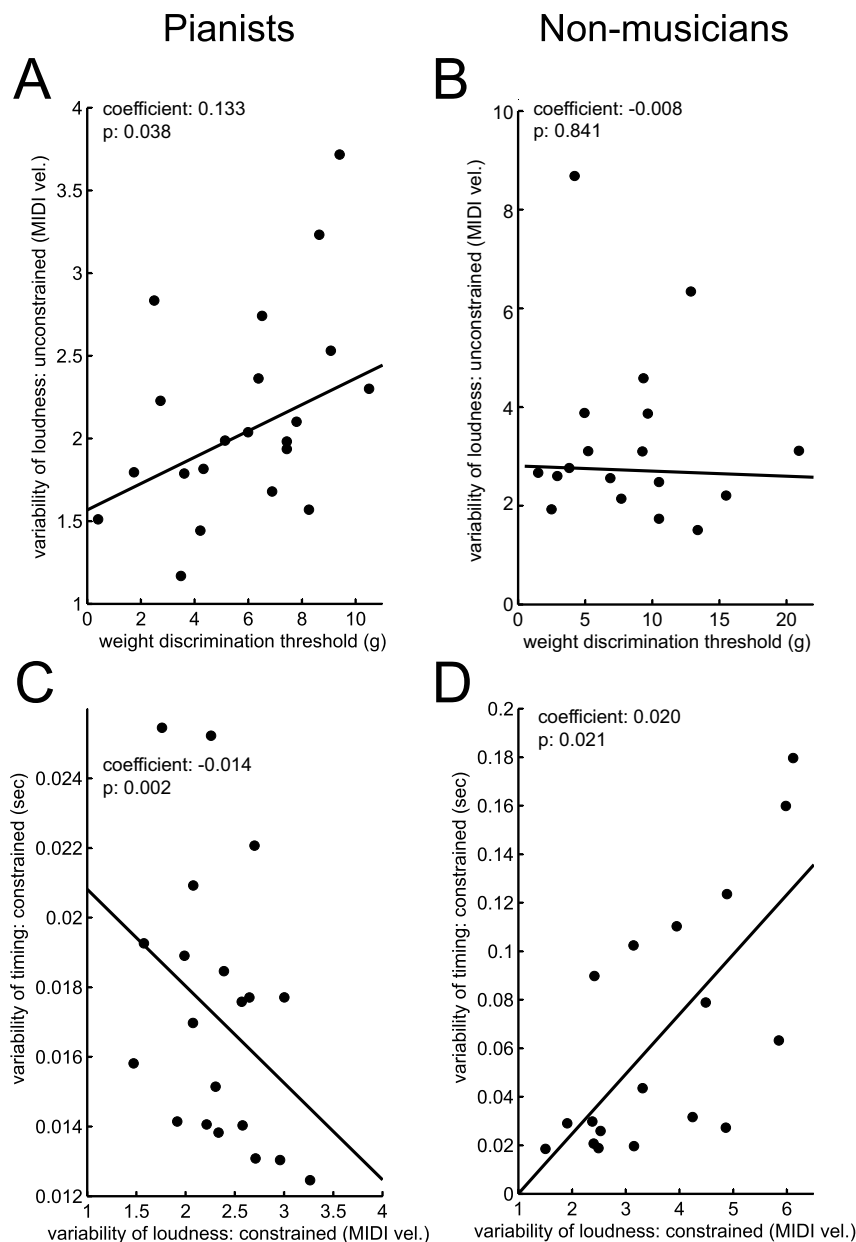 Pianists
Non-musicians
A
coefficient: 0.133
p: 0.038
variability of loudness: unconstrained (MIDI vel.)
4
3.5
3
2.5
2
1.5
1
0 2 4 6 8 10
weight discrimination threshold (g)
B
coefficient: -0.008
p: 0.841
variability of loudness: unconstrained (MIDI vel.)
10
8
6
4
2
0
0 5 10 15 20
weight discrimination threshold (g)
C
coefficient: -0.014
p: 0.002
variability of timing: constrained (sec)
0.024
0.022
0.02
0.018
0.016
0.014
0.012
1 1.5 2 2.5 3 3.5 4
variability of loudness: constrained (MIDI vel.)
D
coefficient: 0.020
p: 0.021
variability of timing: constrained (sec)
0.2
0.18
0.16
0.14
0.12
0.1
0.08
0.06
0.04
0.02
0
1 2 3 4 5 6
variability of loudness: constrained (MIDI vel.)